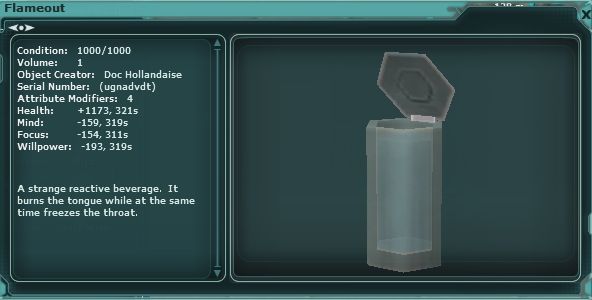 Flameout
Condition: 1000/1000
Volume: 1
Object Creator: Doc Hollandaise
Serial Number: (ugnadvdt)
Attribute Modifiers: 4
Health: +1173, 321s
Mind: -159, 319s
Focus: -154, 311s
Willpower: -193, 319s
A strange reactive beverage. It
burns the tongue while at the same
time freezes the throat.